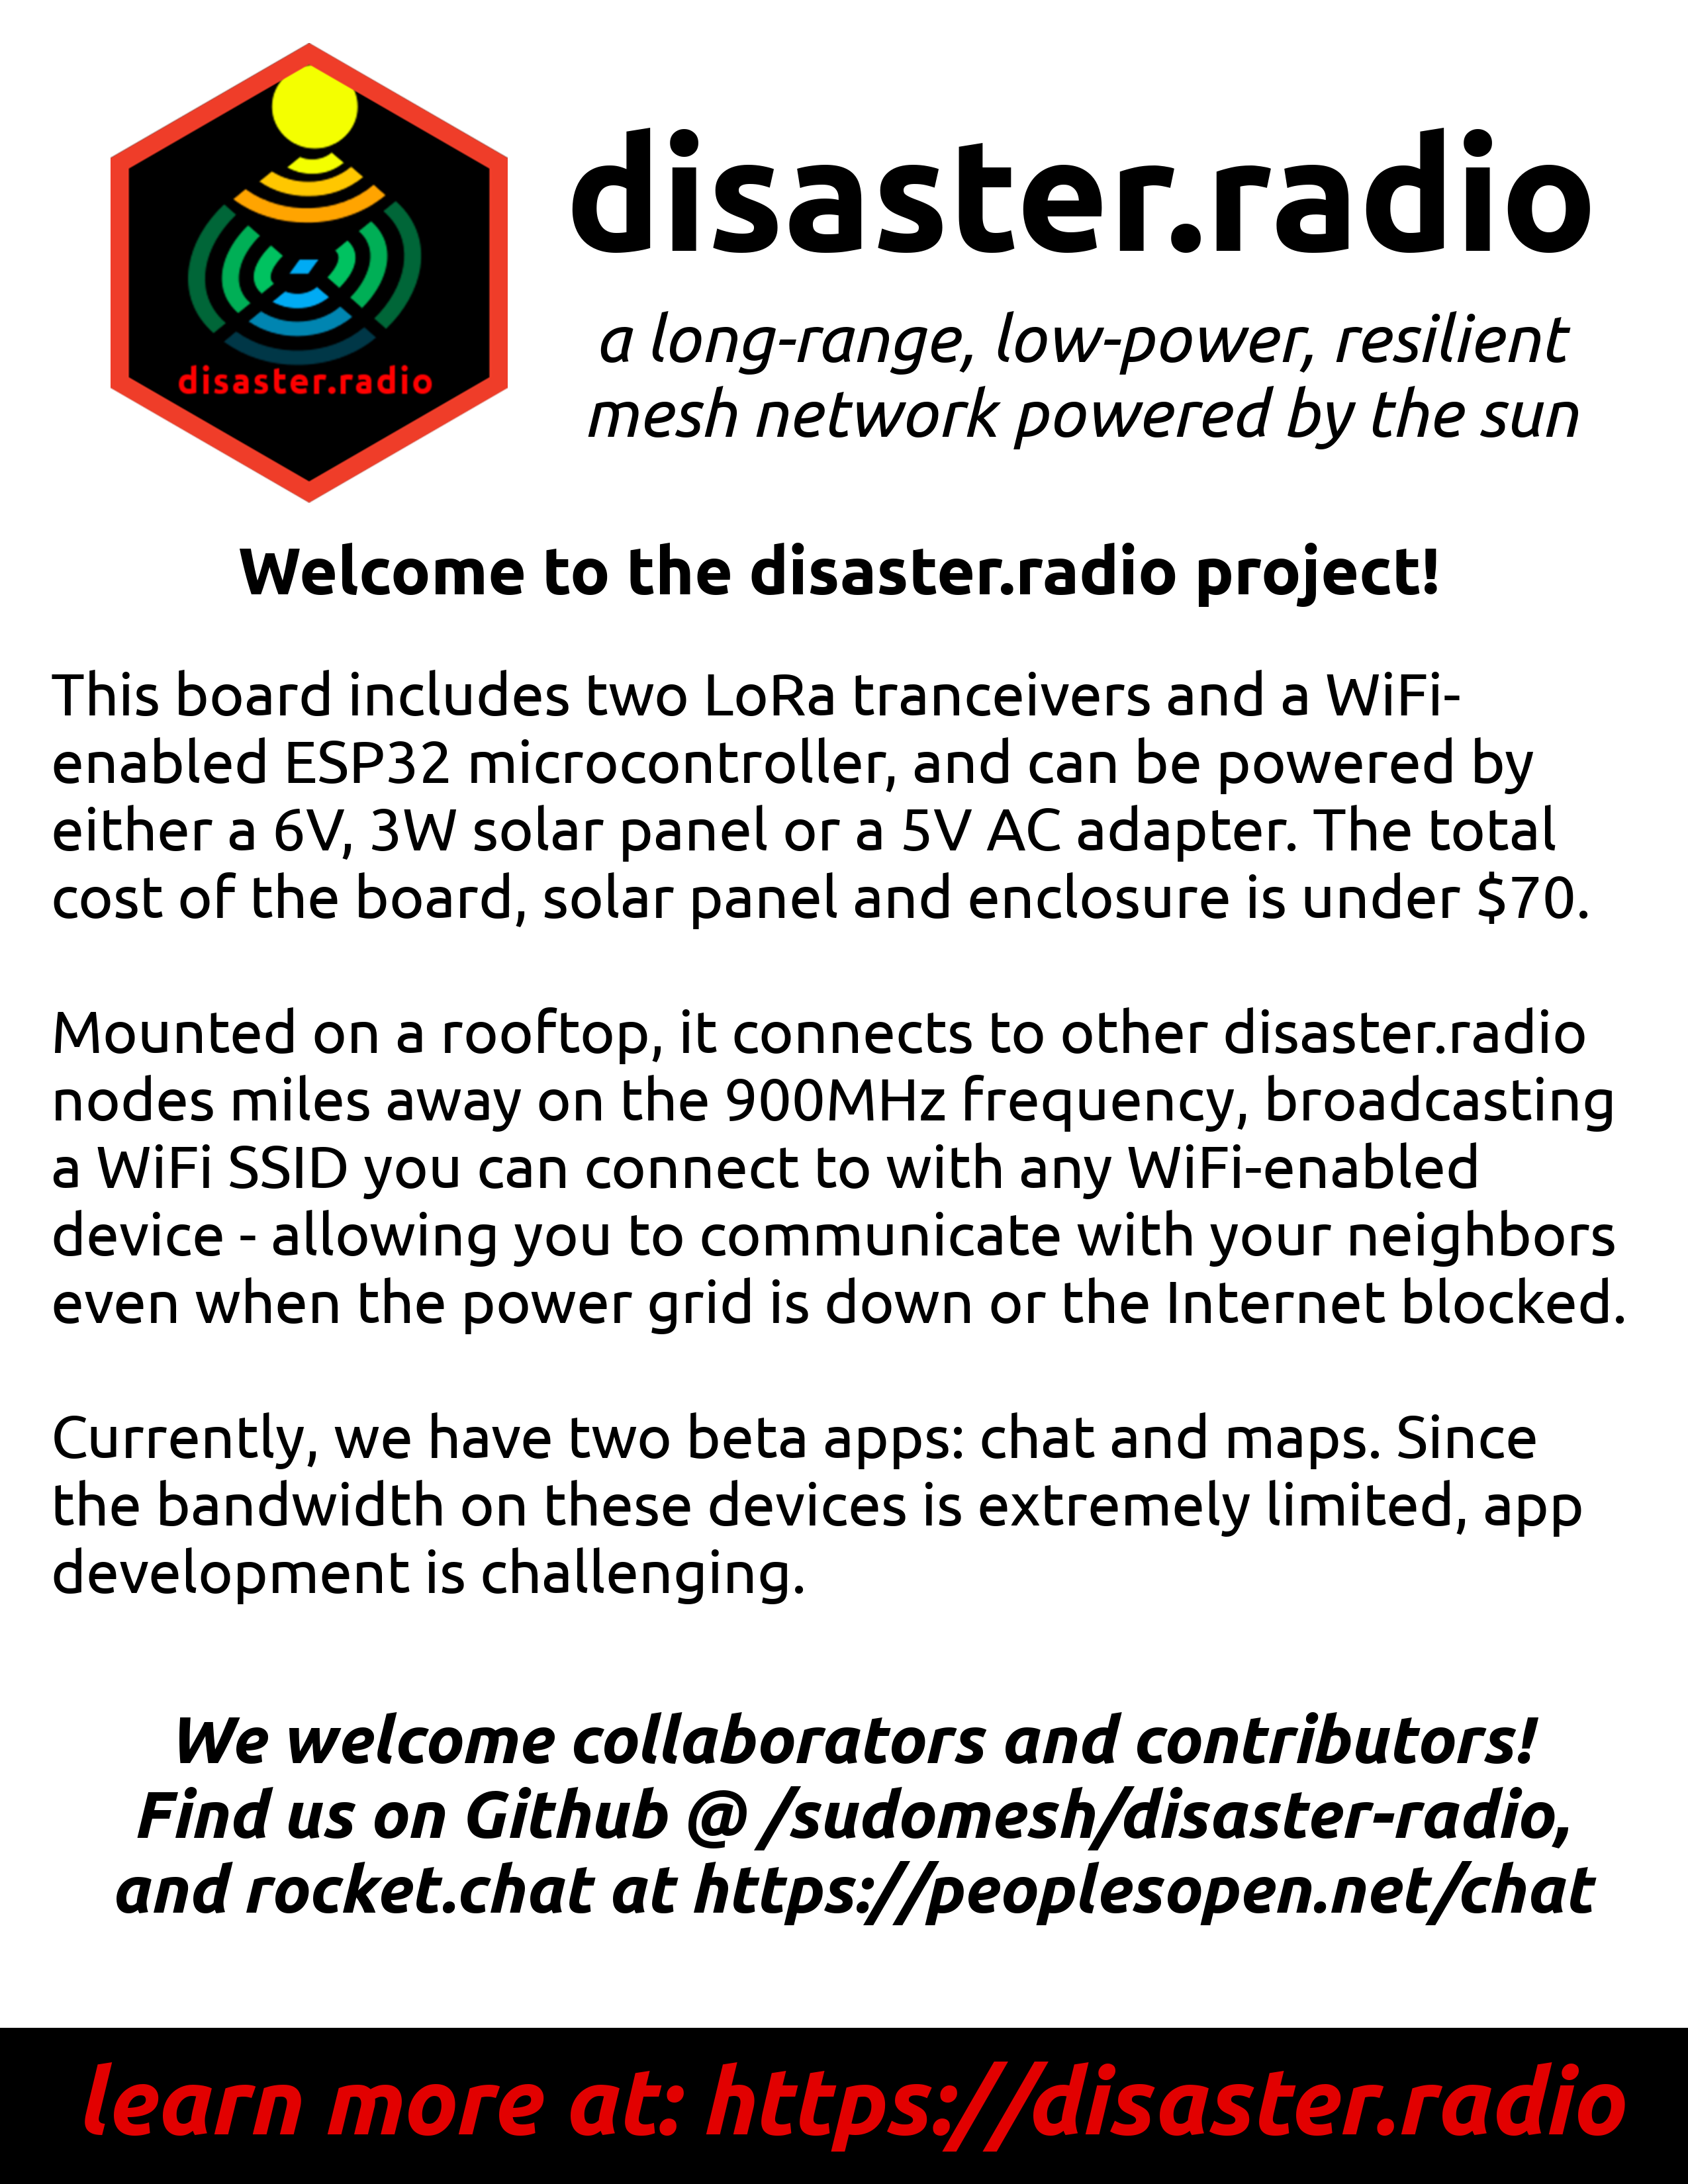 disaster.radio
disaster.radio
a long-range, low-power, resilient
mesh network powered by the sun
Welcome to the disaster.radio project!
This board includes two LoRa tranceivers and a WiFi-
enabled ESP32 microcontroller, and can be powered by
either a 6V, 3W solar panel or a 5V AC adapter. The total
cost of the board, solar panel and enclosure is under $70.
Mounted on a rooftop, it connects to other disaster.radio
nodes miles away on the 900MHz frequency, broadcasting
a WiFi SSID you can connect to with any WiFi-enabled
device - allowing you to communicate with your neighbors
even when the power grid is down or the Internet blocked.
Currently, we have two beta apps: chat and maps. Since
the bandwidth on these devices is extremely limited, app
development is challenging.
We welcome collaborators and contributors!
Find us on Github @ /sudomesh/disaster-radio,
and rocket.chat at https://peoplesopen.net/chat
learn more at: https://disaster.radio